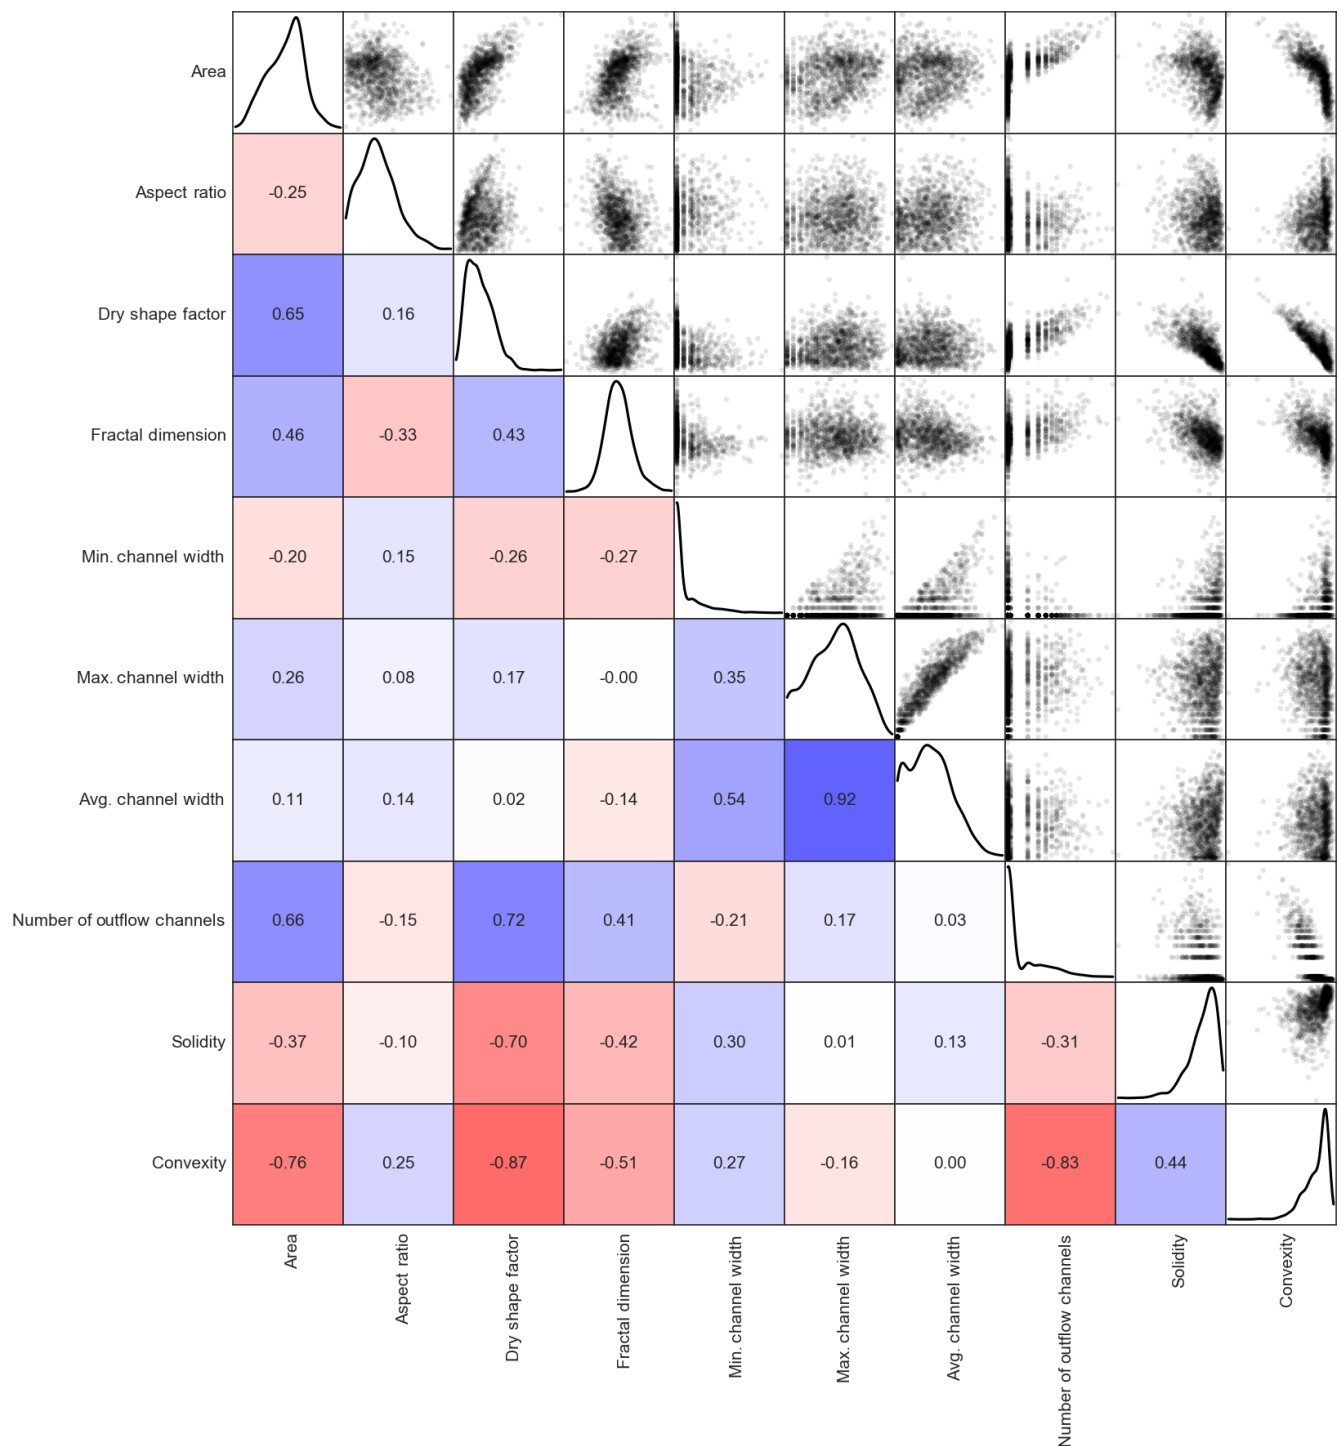 Area
Aspect ratio
-0.25
Dry shape factor
0.65 0.16
Fractal dimension
0.46 -0.33 0.43
Min. channel width
-0.20 0.15 -0.26 -0.27
Max. channel width
0.26 0.08 0.17 -0.00 0.35
Avg. channel width
0.11 0.14 0.02 -0.14 0.54 0.92
Number of outflow channels
0.66 -0.15 0.72 0.41 -0.21 0.17 0.03
Solidity
-0.37 -0.10 -0.70 -0.42 0.30 0.01 0.13 -0.31
Convexity
-0.76 0.25 -0.87 -0.51 0.27 -0.16 0.00 -0.83 0.44
Area
Aspect ratio
Dry shape factor
Fractal dimension
Min. channel width
Max. channel width
Avg. channel width
Number of outflow channels
Solidity
Convexity